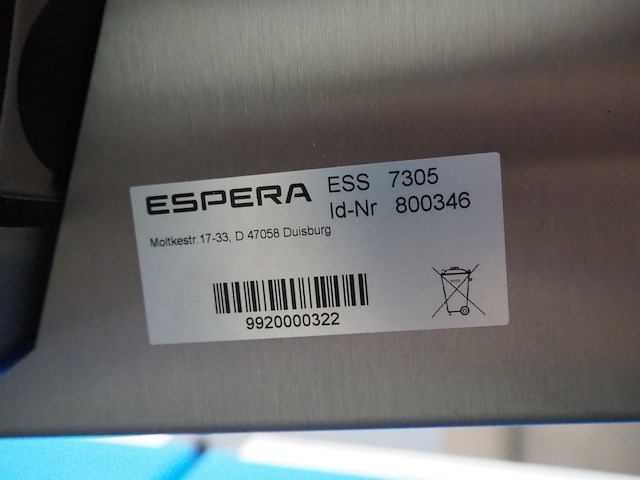 ESPERA ESS 7305
Id-Nr 800346
Moltkestr.17-33, D 47058 Duisburg
9920000322